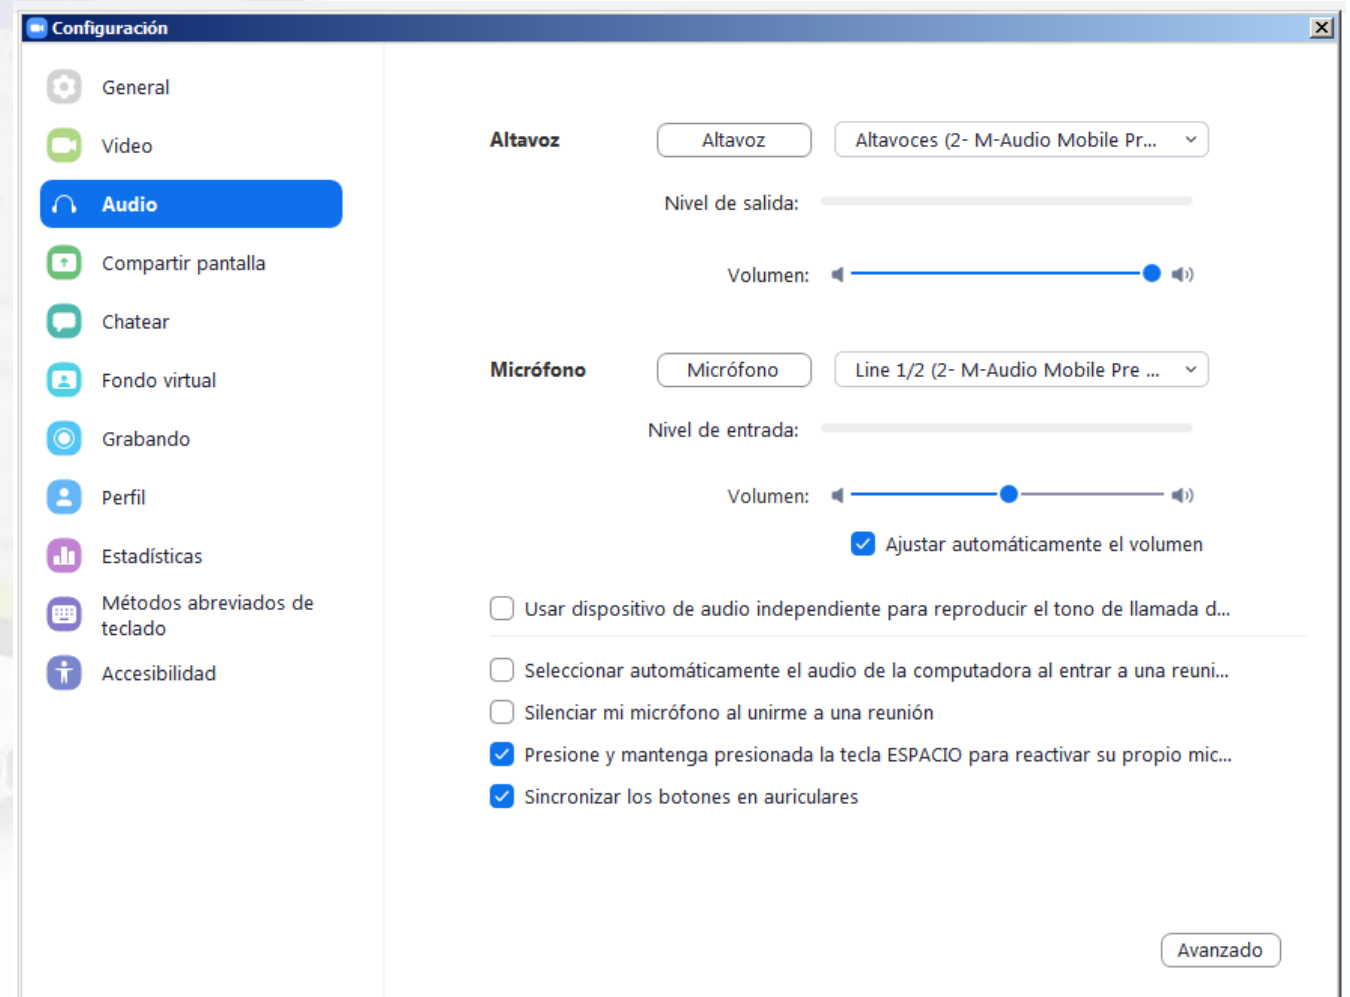 Configuración
General
Video
Audio
Compartir pantalla
Chatear
Fondo virtual
Grabando
Perfil
Estadísticas
Métodos abreviados de
teclado
Accesibilidad
Altavoz
Altavoz
Altavoces (2- M-Audio Mobile Pr...
Nivel de salida:
Volumen:
Micrófono
Micrófono
Line 1/2 (2- M-Audio Mobile Pre ...
Nivel de entrada:
Volumen:
Ajustar automáticamente el volumen
Usar dispositivo de audio independiente para reproducir el tono de llamada d...
Seleccionar automáticamente el audio de la computadora al entrar a una reuni...
Silenciar mi micrófono al unirme a una reunión
Presione y mantenga presionada la tecla ESPACIO para reactivar su propio mic...
Sincronizar los botones en auriculares
Avanzado